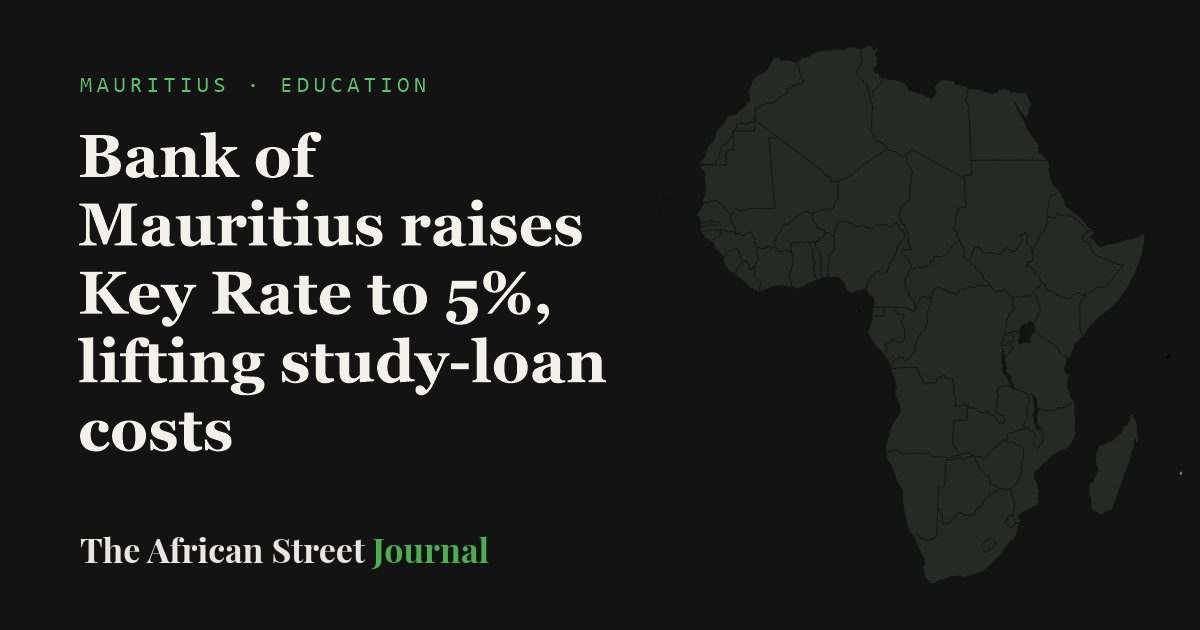 MAURITIUS · EDUCATION
Bank of
Mauritius raises
Key Rate to 5%,
lifting study-loan
costs
The African Street Journal